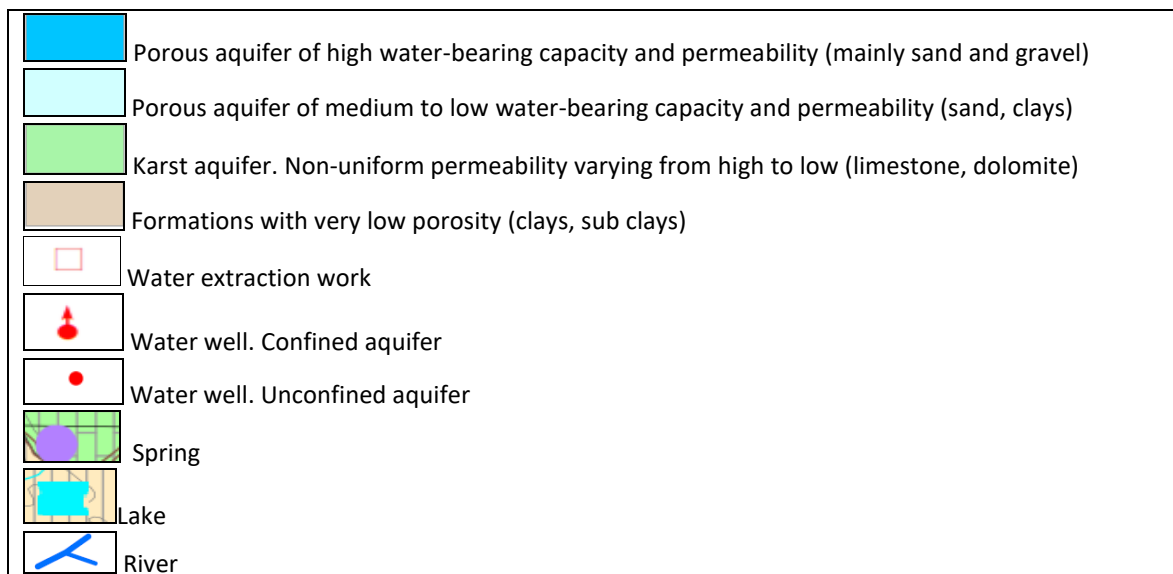 Porous aquifer of high water-bearing capacity and permeability (mainly sand and gravel)
Porous aquifer of medium to low water-bearing capacity and permeability (sand, clays)
Karst aquifer. Non-uniform permeability varying from high to low (limestone, dolomite)
Formations with very low porosity (clays, sub clays)
Water extraction work
Water well. Confined aquifer
Water well. Unconfined aquifer
Spring
Lake
River